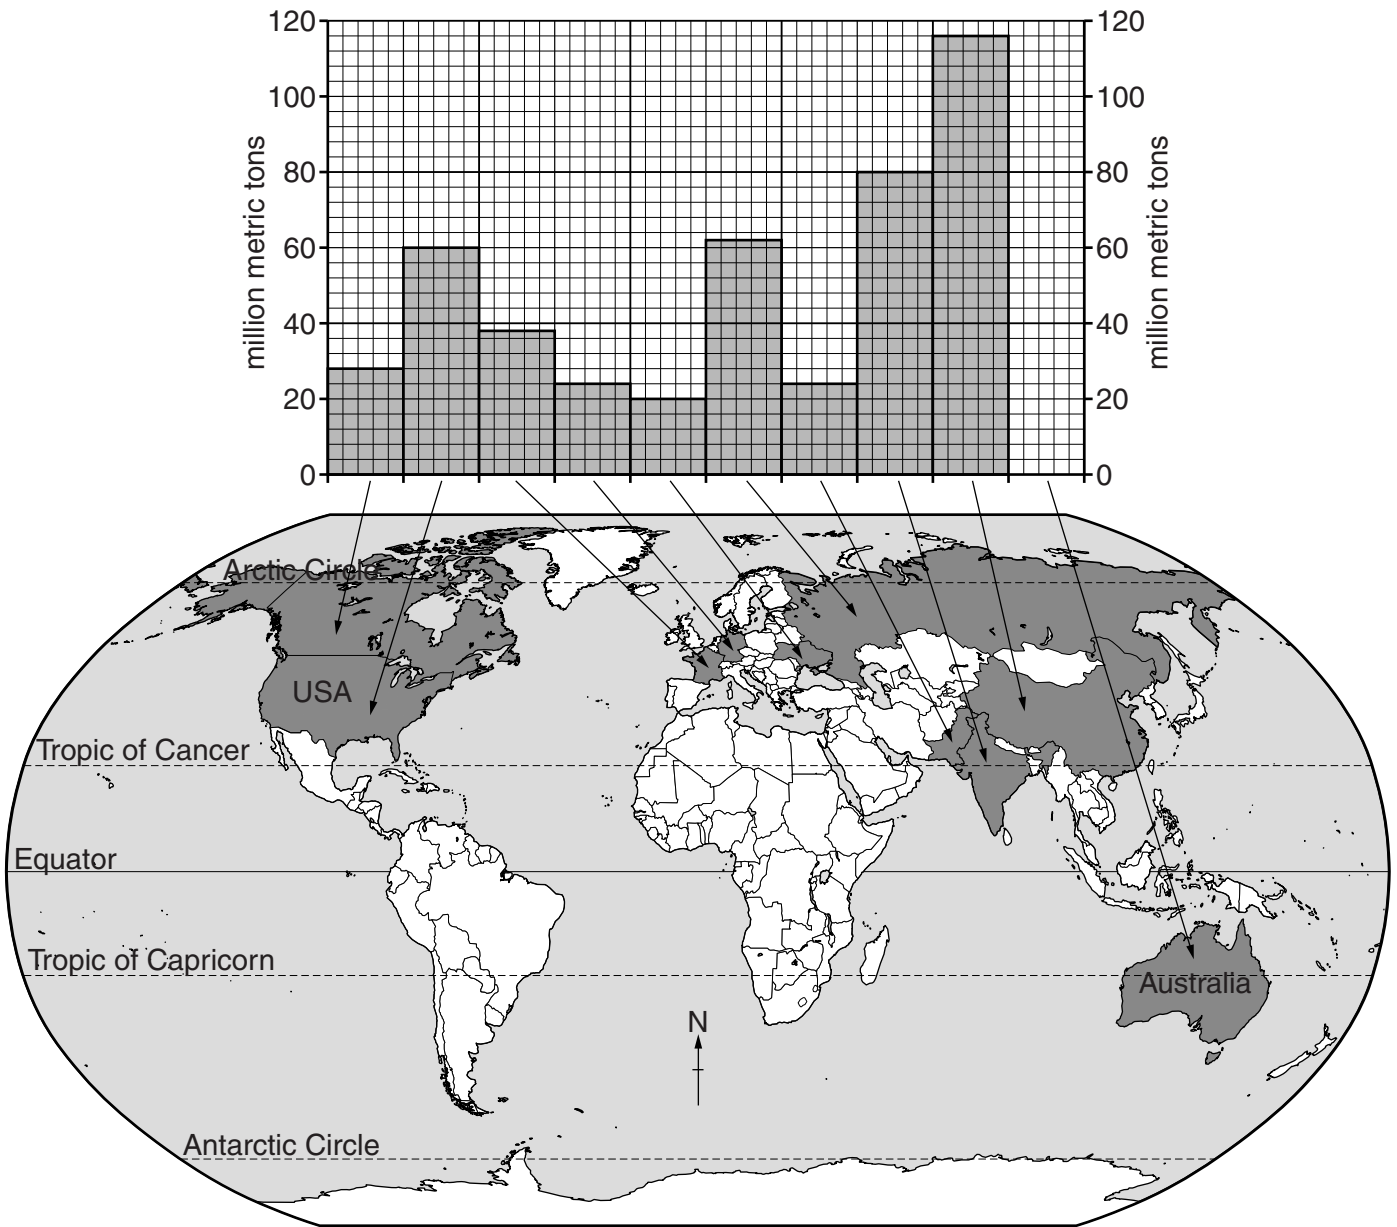 120
120
100
100
80
80
60
60
40
40
20
20
0
0
million metric tons
million metric tons
Arctic Circle
USA
Tropic of Cancer
Equator
Tropic of Capricorn
Australia
N
Antarctic Circle